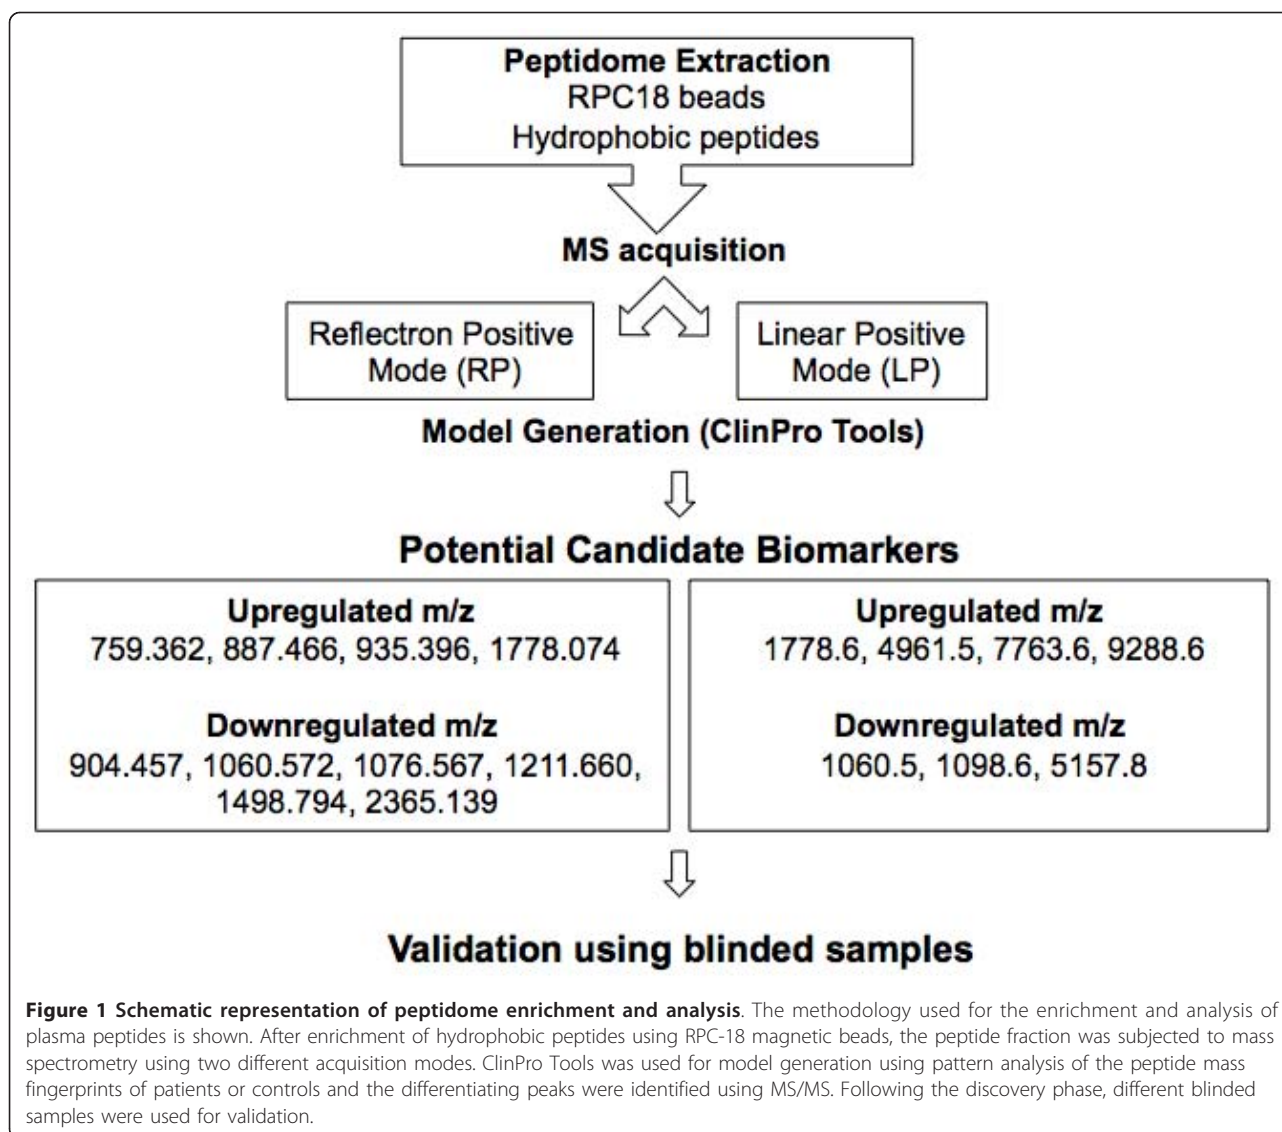 Peptidome Extraction
RPC18 beads
Hydrophobic peptides
MS acquisition
Reflectron Positive
Mode (RP)
Linear Positive
Mode (LP)
Model Generation (ClinPro Tools)
Potential Candidate Biomarkers
Upregulated m/z
759.362, 887.466, 935.396, 1778.074
Downregulated m/z
904.457, 1060.572, 1076.567, 1211.660,
1498.794, 2365.139
Upregulated m/z
1778.6, 4961.5, 7763.6, 9288.6
Downregulated m/z
1060.5, 1098.6, 5157.8
Validation using blinded samples
Figure 1 Schematic representation of peptidome enrichment and analysis. The methodology used for the enrichment and analysis of
plasma peptides is shown. After enrichment of hydrophobic peptides using RPC-18 magnetic beads, the peptide fraction was subjected to mass
spectrometry using two different acquisition modes. ClinPro Tools was used for model generation using pattern analysis of the peptide mass
fingerprints of patients or controls and the differentiating peaks were identified using MS/MS. Following the discovery phase, different blinded
samples were used for validation.